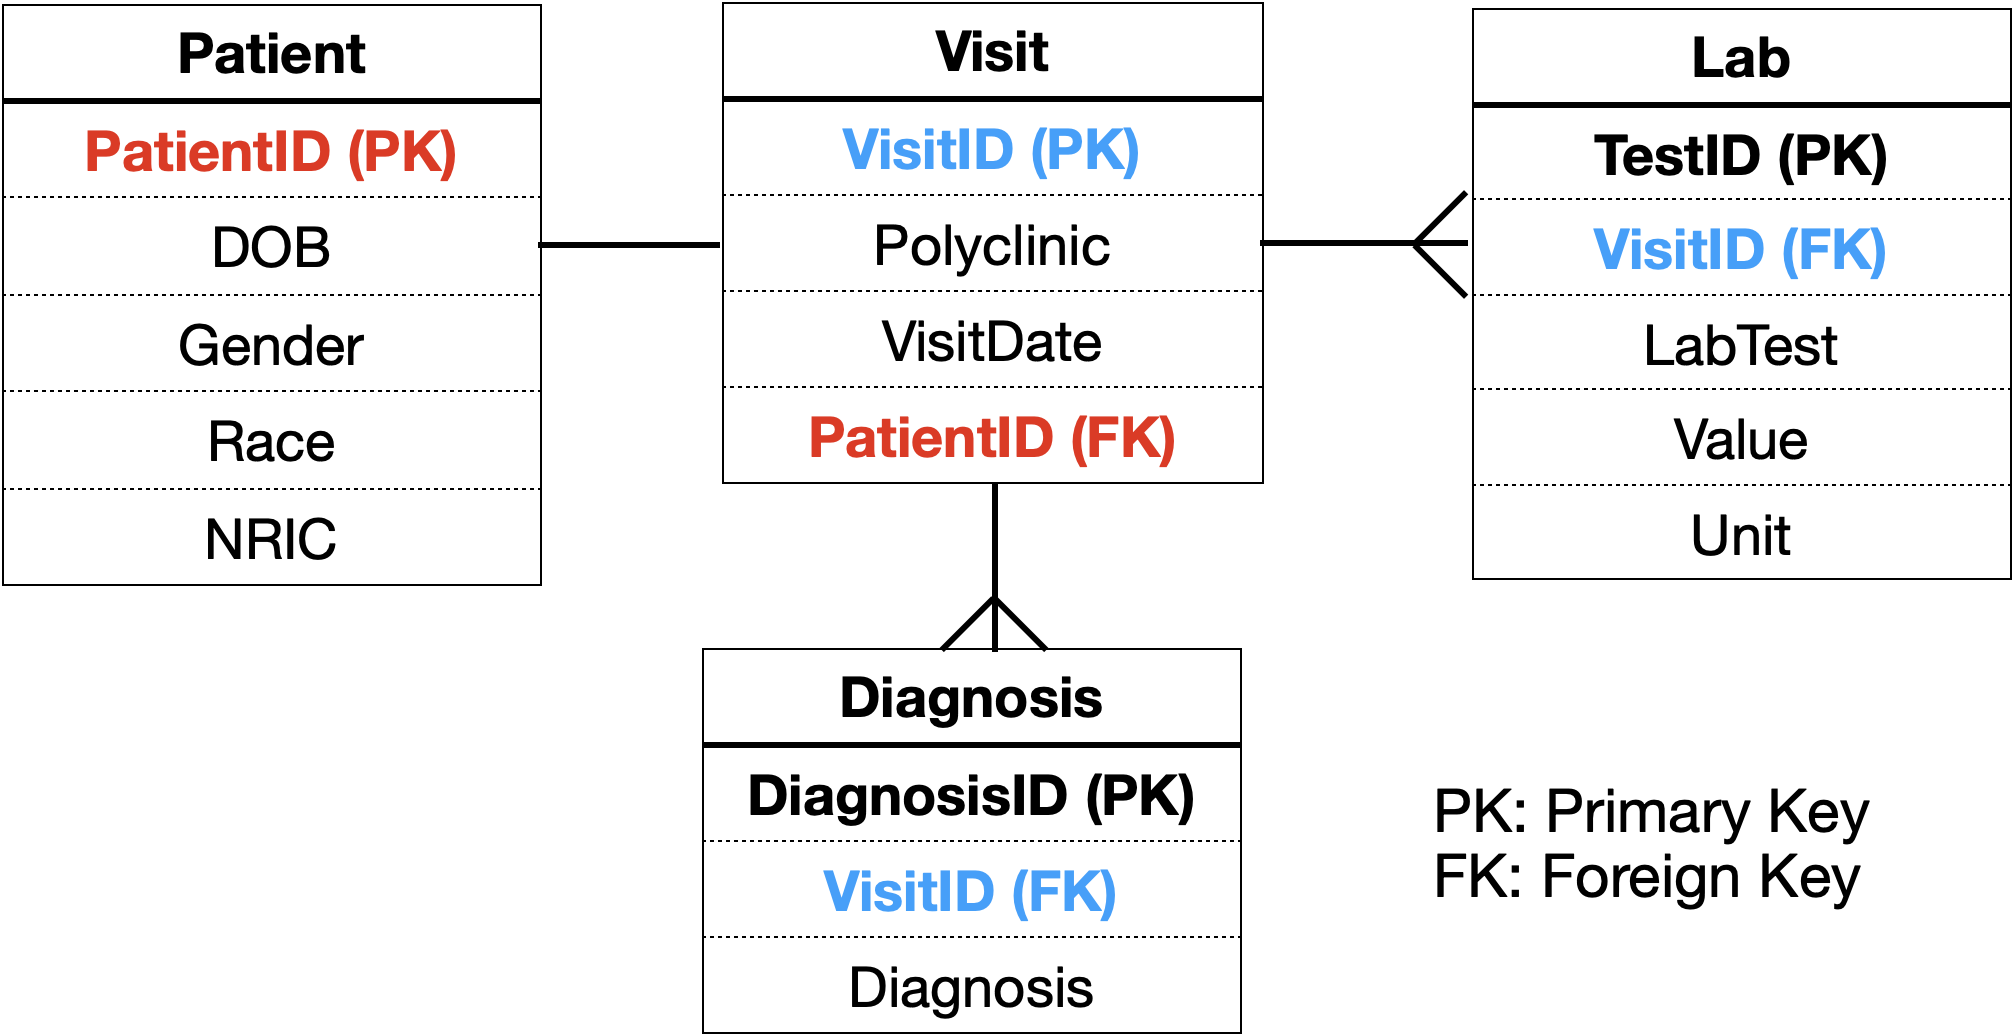 Patient
PatientID (PK)
DOB
Gender
Race
NRIC
Visit
VisitID (PK)
Polyclinic
VisitDate
PatientID (FK)
Lab
TestID (PK)
VisitID (FK)
LabTest
Value
Unit
Diagnosis
DiagnosisID (PK)
VisitID (FK)
Diagnosis
PK: Primary Key
FK: Foreign Key